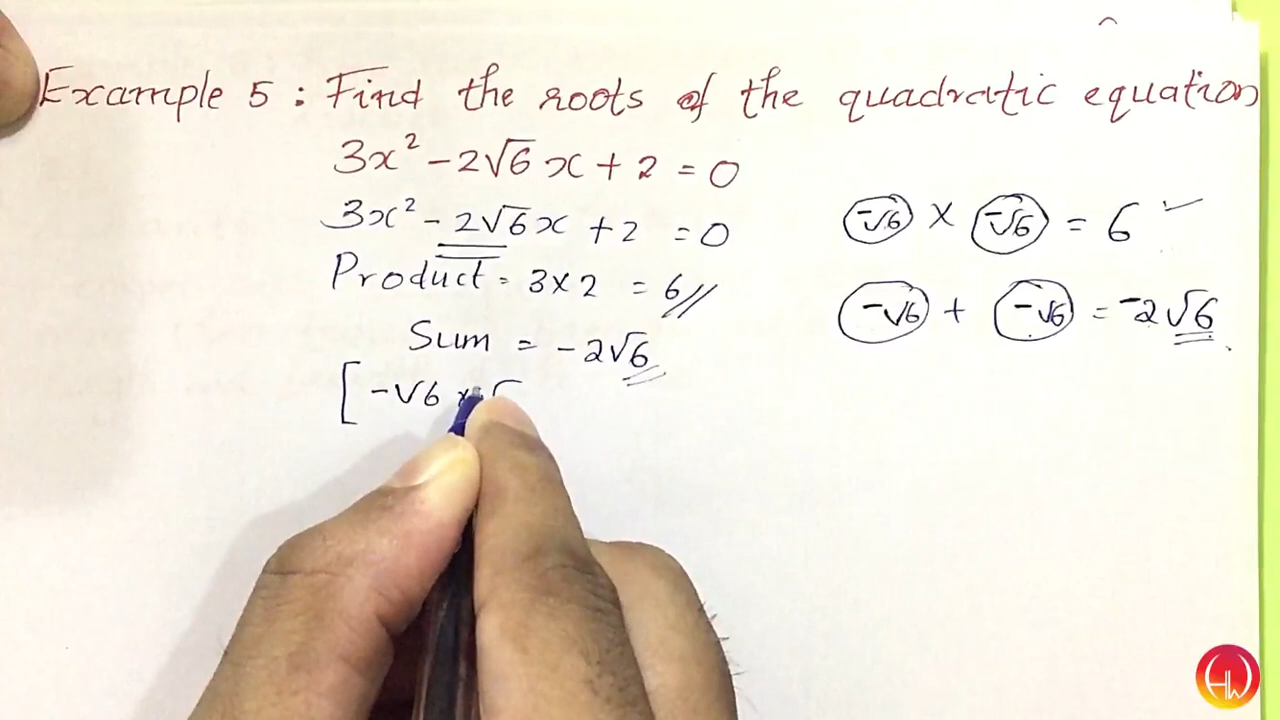 Example 5 : Find the roots of the quadratic equation
3x² - 2√6 x + 2 = 0
3x² - 2√6x + 2 = 0
Product = 3 x 2 = 6//
Sum = - 2√6
[ -√6
-√6 x -√6 = 6 ✓
-√6 + -√6 = -2√6